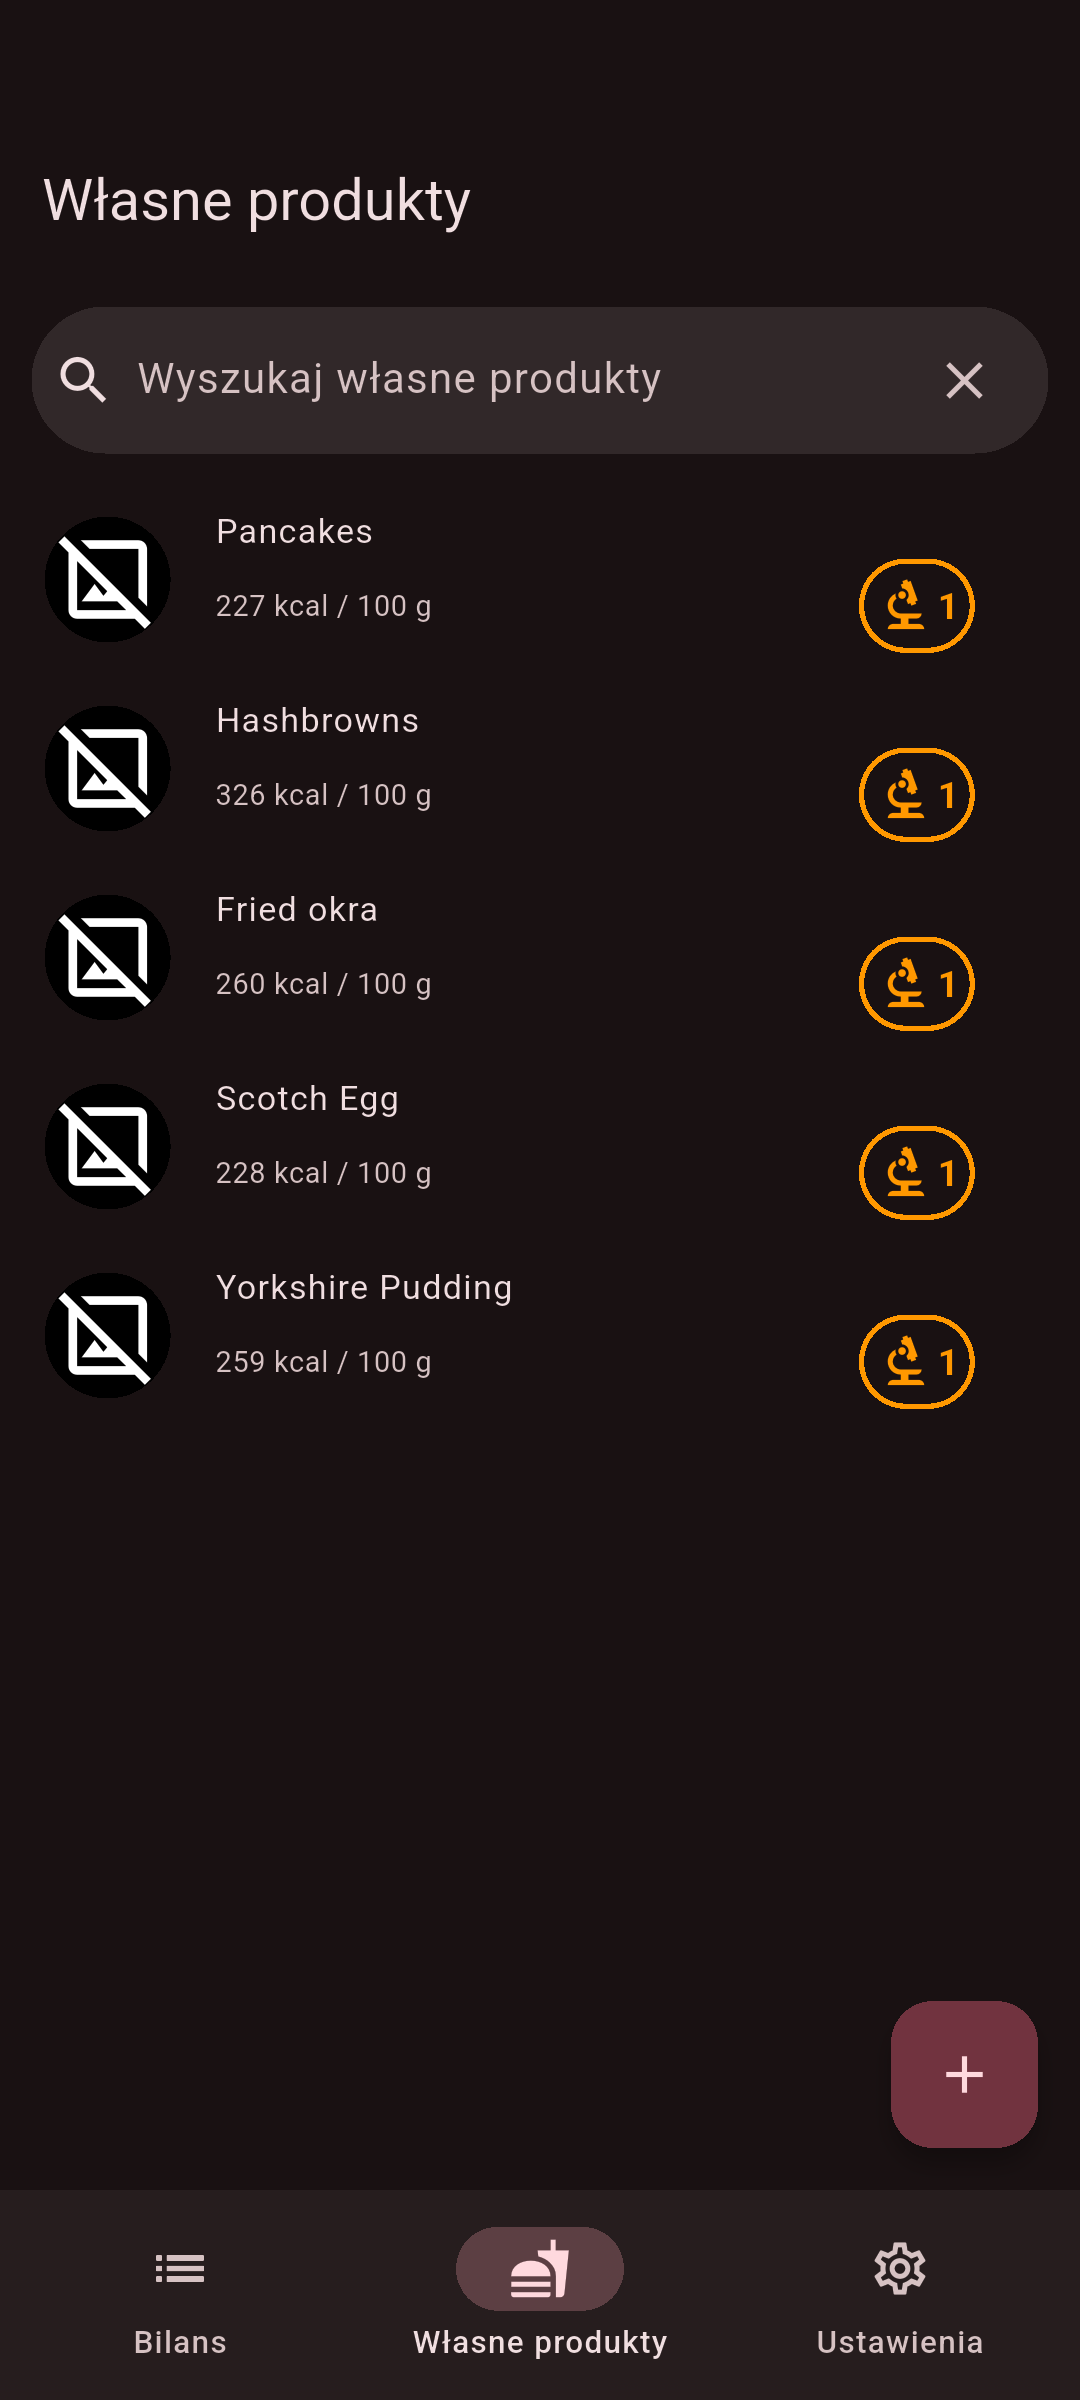 Własne produkty
Wyszukaj własne produkty
Pancakes
227 kcal / 100 g
1
Hashbrowns
326 kcal / 100 g
1
Fried okra
260 kcal / 100 g
1
Scotch Egg
228 kcal / 100 g
1
Yorkshire Pudding
259 kcal / 100 g
1
Bilans
Własne produkty
Ustawienia